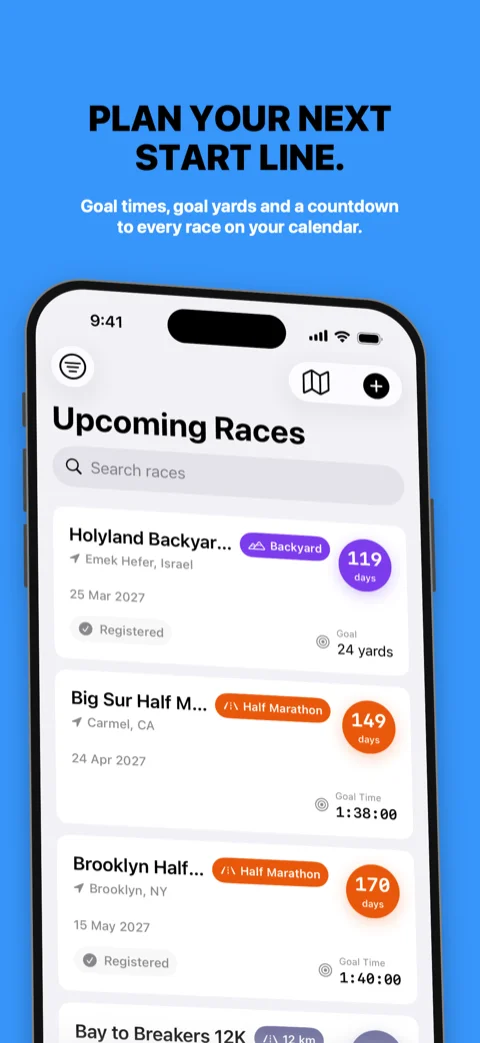 PLAN YOUR NEXT
START LINE.
Goal times, goal yards and a countdown
to every race on your calendar.
9:41
Upcoming Races
Search races
Holyland Backyar... Backyard 119 days
Emek Hefer, Israel
25 Mar 2027
Registered
Goal
24 yards
Big Sur Half M... Half Marathon 149 days
Carmel, CA
24 Apr 2027
Goal Time
1:38:00
Brooklyn Half... Half Marathon 170 days
Brooklyn, NY
15 May 2027
Registered
Goal Time
1:40:00
Bay to Breakers 12K 12 km